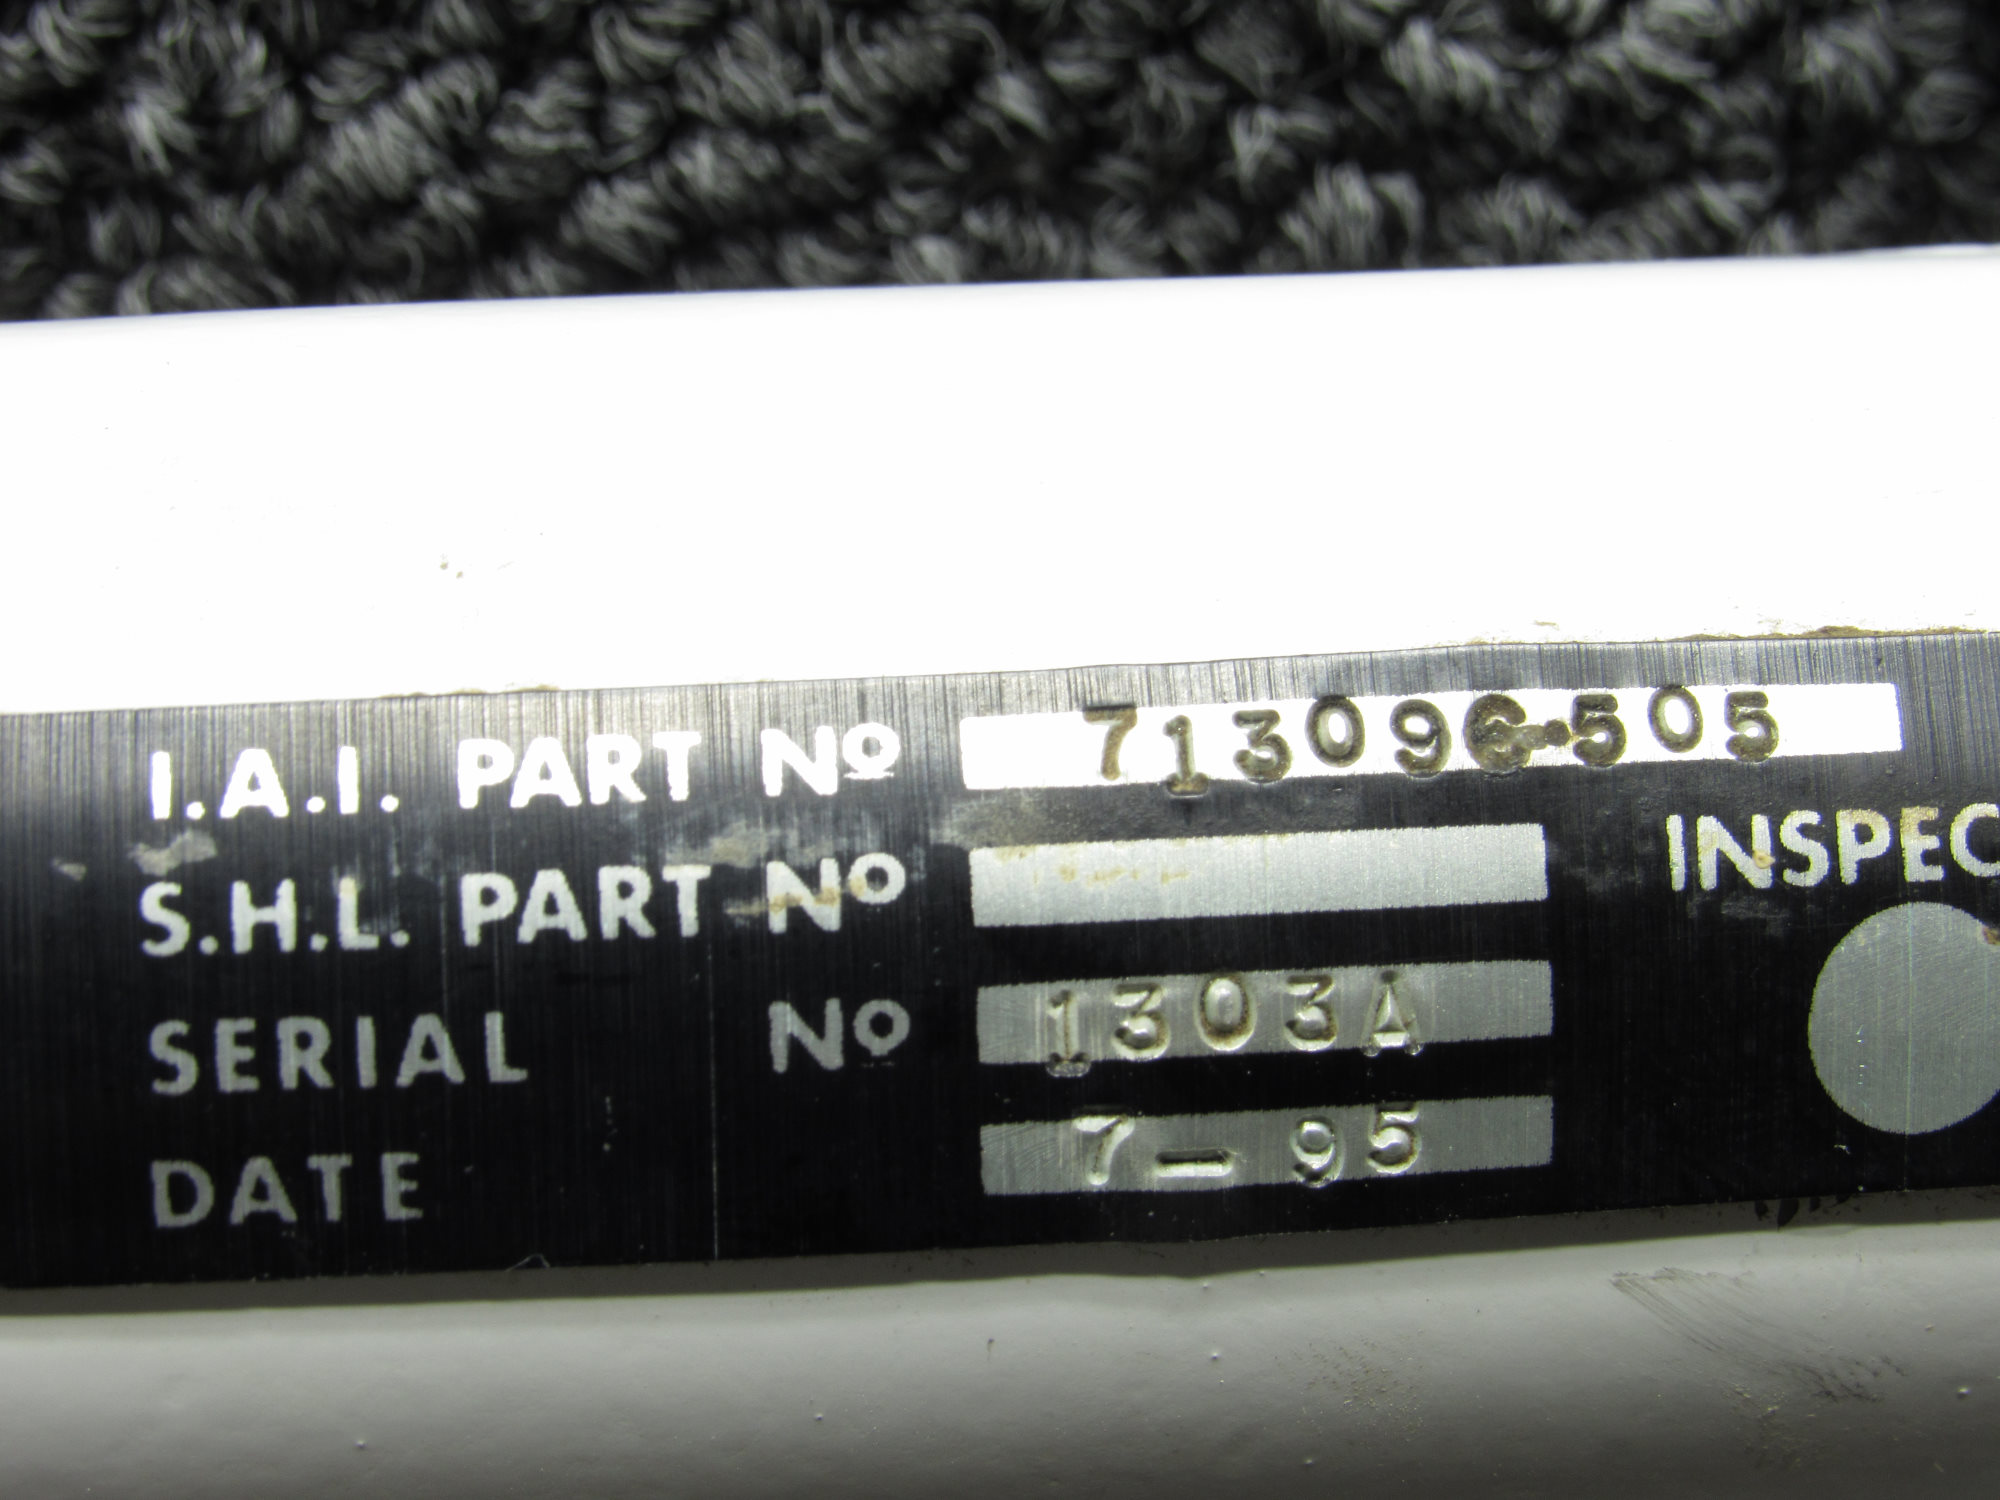 I.A.I. PART Nº 713096-505
S.H.L. PART Nº
INSPEC
SERIAL Nº 1303A
DATE 7-95